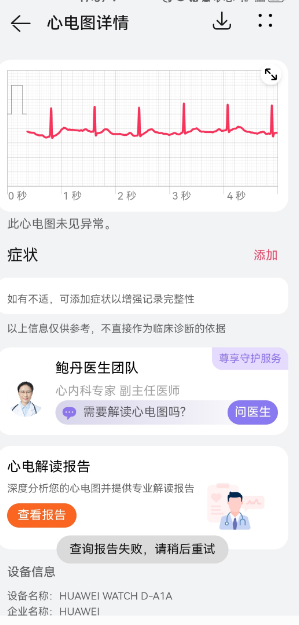 心电图详情
0 秒 1 秒 2 秒 3 秒 4 秒
此心电图未见异常。
症状 添加
如有不适，可添加症状以增强记录完整性
以上信息仅供参考，不直接作为临床诊断的依据
尊享守护服务
鲍丹医生团队
心内科专家 副主任医师
需要解读心电图吗？ 问医生
心电解读报告
深度分析您的心电图并提供专业解读报告
查看报告
查询报告失败，请稍后重试
设备信息
设备名称：HUAWEI WATCH D-A1A
企业名称：HUAWEI